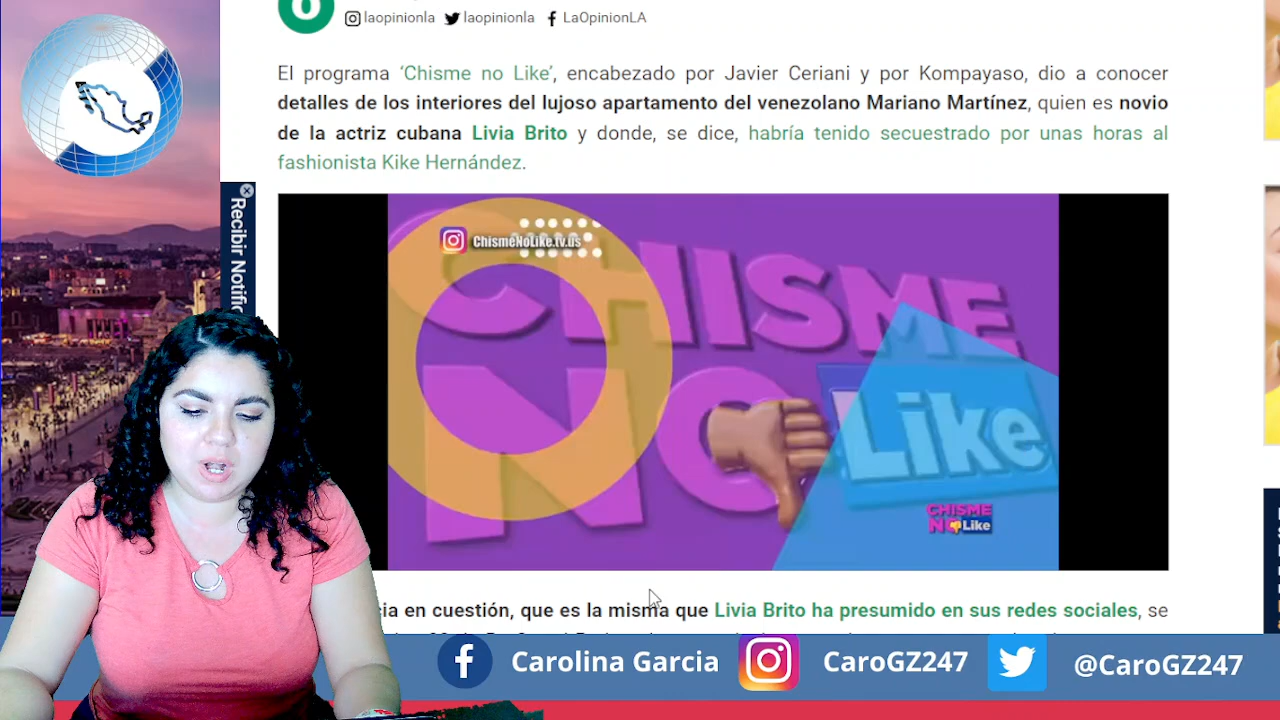 laopinionla laopinionla LaOpinionLA
El programa ‘Chisme no Like’, encabezado por Javier Ceriani y por Kompayaso, dio a conocer
detalles de los interiores del lujoso apartamento del venezolano Mariano Martínez, quien es novio
de la actriz cubana Livia Brito y donde, se dice, habría tenido secuestrado por unas horas al
fashionista Kike Hernández.
Recibir Notific
ChismeNoLike.tv.us
CHISME
NO Like
CHISME
NO Like
cia en cuestión, que es la misma que Livia Brito ha presumido en sus redes sociales, se
Carolina Garcia CaroGZ247 @CaroGZ247